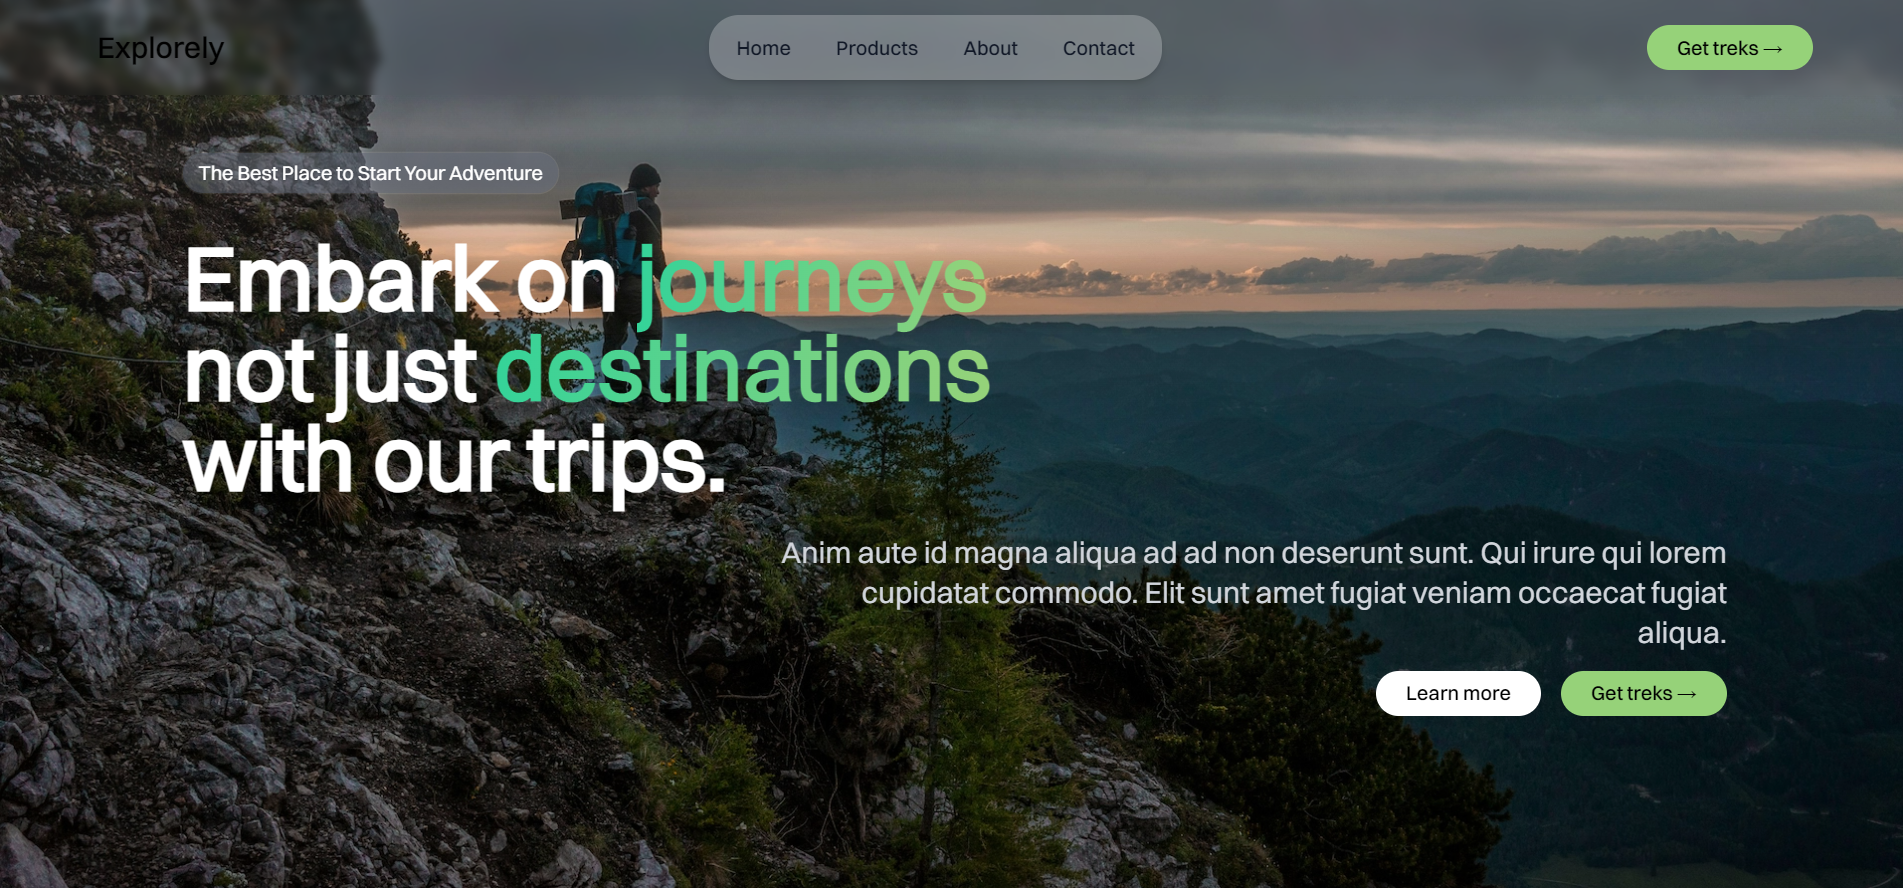 Explorely
Home Products About Contact
Get treks →
The Best Place to Start Your Adventure
Embark on journeys
not just destinations
with our trips.
Anim aute id magna aliqua ad ad non deserunt sunt. Qui irure qui lorem
cupidatat commodo. Elit sunt amet fugiat veniam occaecat fugiat
aliqua.
Learn more
Get treks →